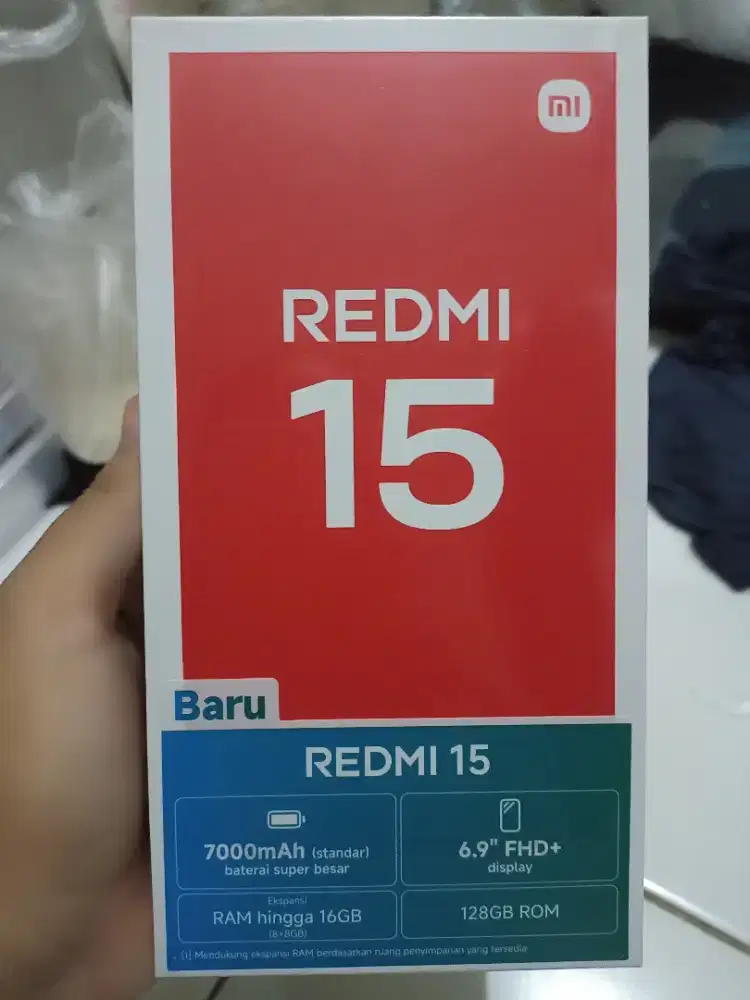 mi
REDMI
15
Baru
REDMI 15
7000mAh (standar)
baterai super besar
6.9" FHD+
display
Ekspansi
RAM hingga 16GB
(8+8GB)
128GB ROM
[1] Mendukung ekspansi RAM berdasarkan ruang penyimpanan yang tersedia